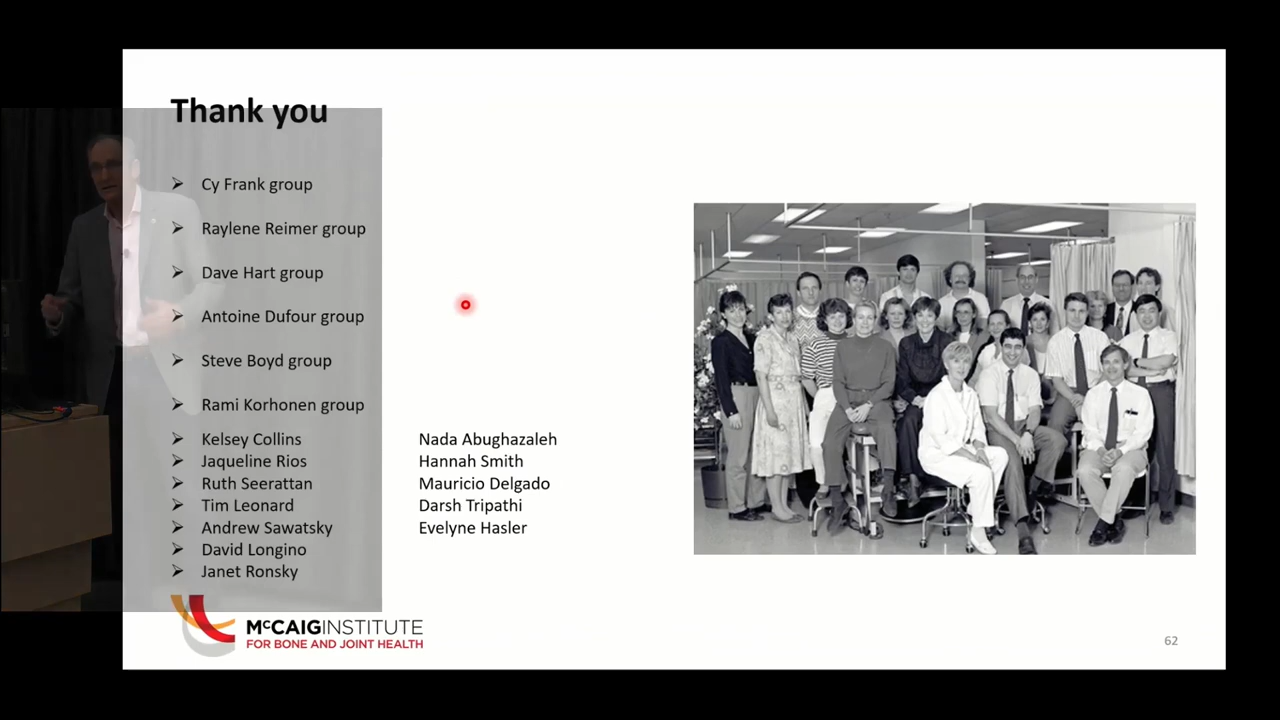 Thank you
Cy Frank group
Raylene Reimer group
Dave Hart group
Antoine Dufour group
Steve Boyd group
Rami Korhonen group
Kelsey Collins
Jaqueline Rios
Ruth Seerattan
Tim Leonard
Andrew Sawatsky
David Longino
Janet Ronsky
Nada Abughazaleh
Hannah Smith
Mauricio Delgado
Darsh Tripathi
Evelyne Hasler
McCAIGINSTITUTE
FOR BONE AND JOINT HEALTH
62